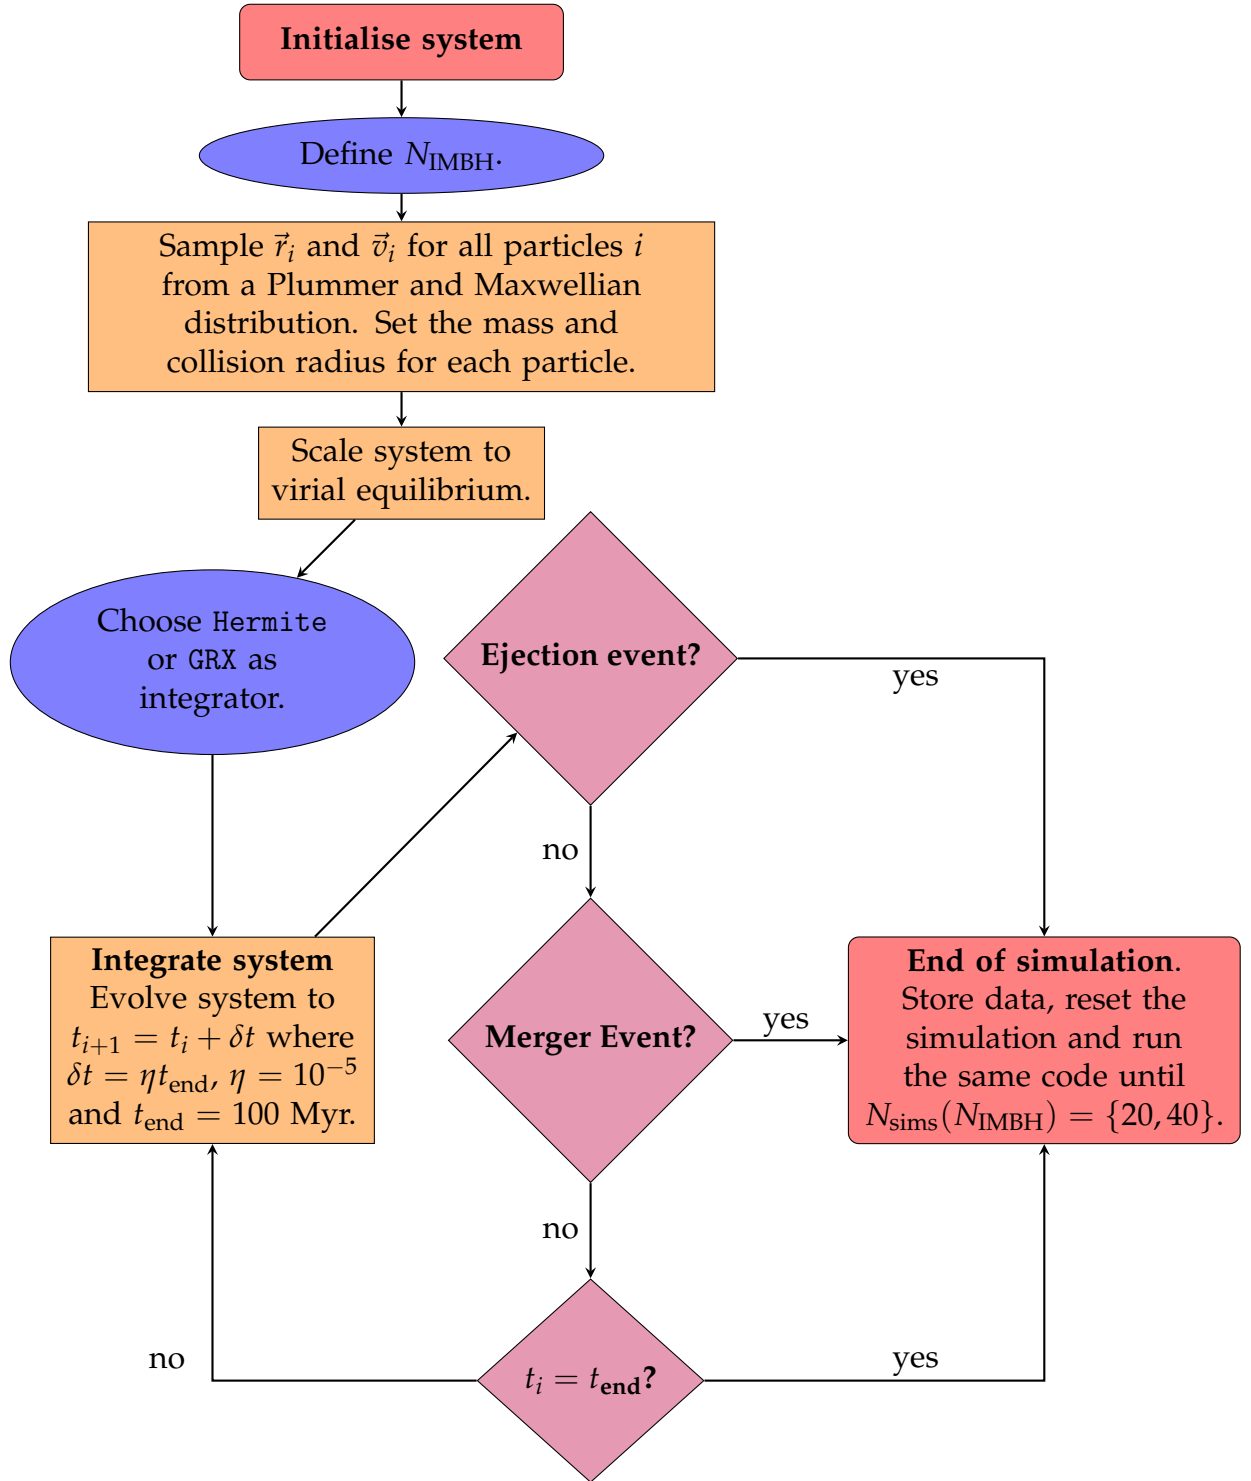 Initialise system
Define N_IMBH.
Sample \vec{r}_i and \vec{v}_i for all particles i
from a Plummer and Maxwellian
distribution. Set the mass and
collision radius for each particle.
Scale system to
virial equilibrium.
Choose Hermite
or GRX as
integrator.
Ejection event?
yes
no
Integrate system
Evolve system to
t_{i+1} = t_i + δt where
δt = ηt_end, η = 10^{−5}
and t_end = 100 Myr.
Merger Event?
yes
End of simulation.
Store data, reset the
simulation and run
the same code until
N_sims(N_IMBH) = {20, 40}.
no
no
t_i = t_end?
yes